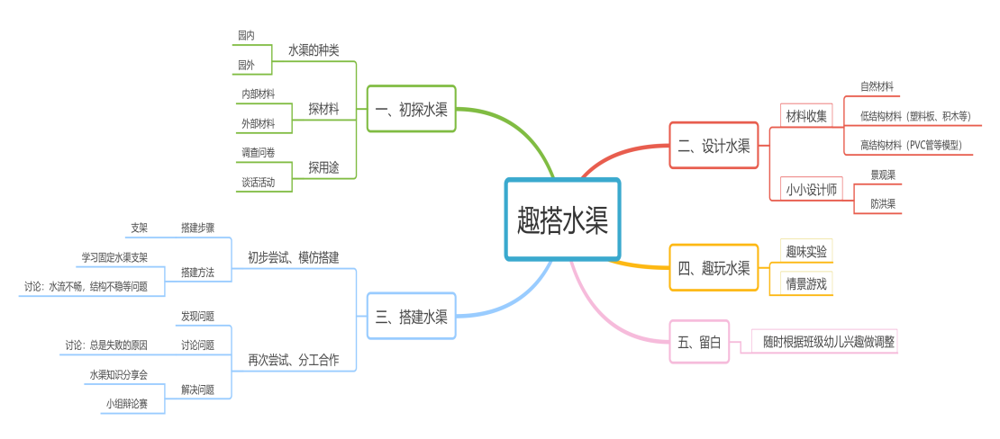 趣搭水渠
一、初探水渠
水渠的种类
园内
园外
探材料
内部材料
外部材料
探用途
调查问卷
谈话活动
二、设计水渠
材料收集
自然材料
低结构材料（塑料板、积木等）
高结构材料（PVC管等模型）
小小设计师
景观渠
防洪渠
三、搭建水渠
初步尝试、模仿搭建
搭建步骤
支架
搭建方法
学习固定水渠支架
讨论：水流不畅，结构不稳等问题
再次尝试、分工合作
发现问题
讨论问题
讨论：总是失败的原因
解决问题
水渠知识分享会
小组辩论赛
四、趣玩水渠
趣味实验
情景游戏
五、留白
随时根据班级幼儿兴趣做调整